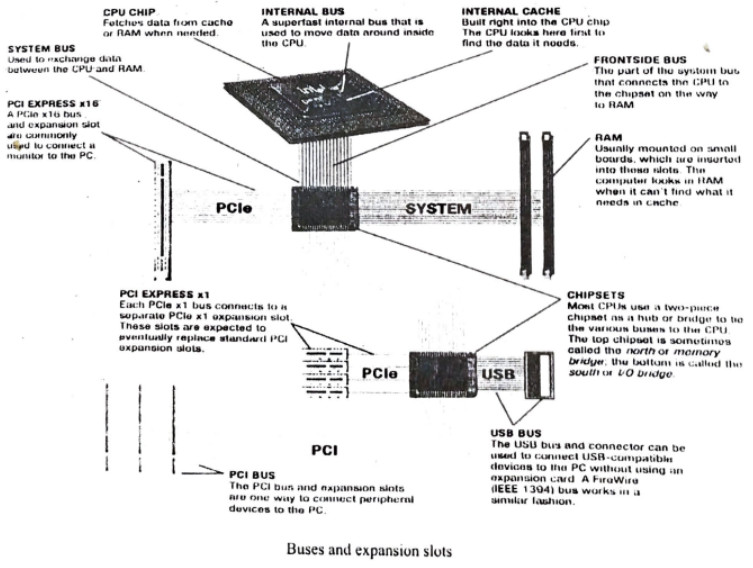 CPU CHIP
Fetches data from cache
or RAM when needed.
INTERNAL BUS
A superfast internal bus that is
used to move data around inside
the CPU.
INTERNAL CACHE
Built right into the CPU chip
The CPU looks here first to
find the data it needs.
SYSTEM BUS
Used to exchange data
between the CPU and RAM.
FRONTSIDE BUS
The part of the system bus
that connects the CPU to
the chipset on the way
to RAM
PCI EXPRESS x16
A PCIe x16 bus
and expansion slot
are commonly
used to connect a
monitor to the PC.
RAM
Usually mounted on small
boards, which are inserted
into these slots. The
computer looks in RAM
when it can't find what it
needs in cache.
PCIe
SYSTEM
PCI EXPRESS x1
Each PCIe x1 bus connects to a
separate PCIe x1 expansion slot.
These slots are expected to
eventually replace standard PCI
expansion slots.
CHIPSETS
Most CPUs use a two-piece
chipset as a hub or bridge to tie
the various buses to the CPU.
The top chipset is sometimes
called the north or memory
bridge; the bottom is called the
south or I/O bridge.
PCIe
USB
USB BUS
The USB bus and connector can be
used to connect USB-compatible
devices to the PC without using an
expansion card. A FireWire
(IEEE 1394) bus works in a
similar fashion.
PCI
PCI BUS
The PCI bus and expansion slots
are one way to connect peripheral
devices to the PC.
Buses and expansion slots